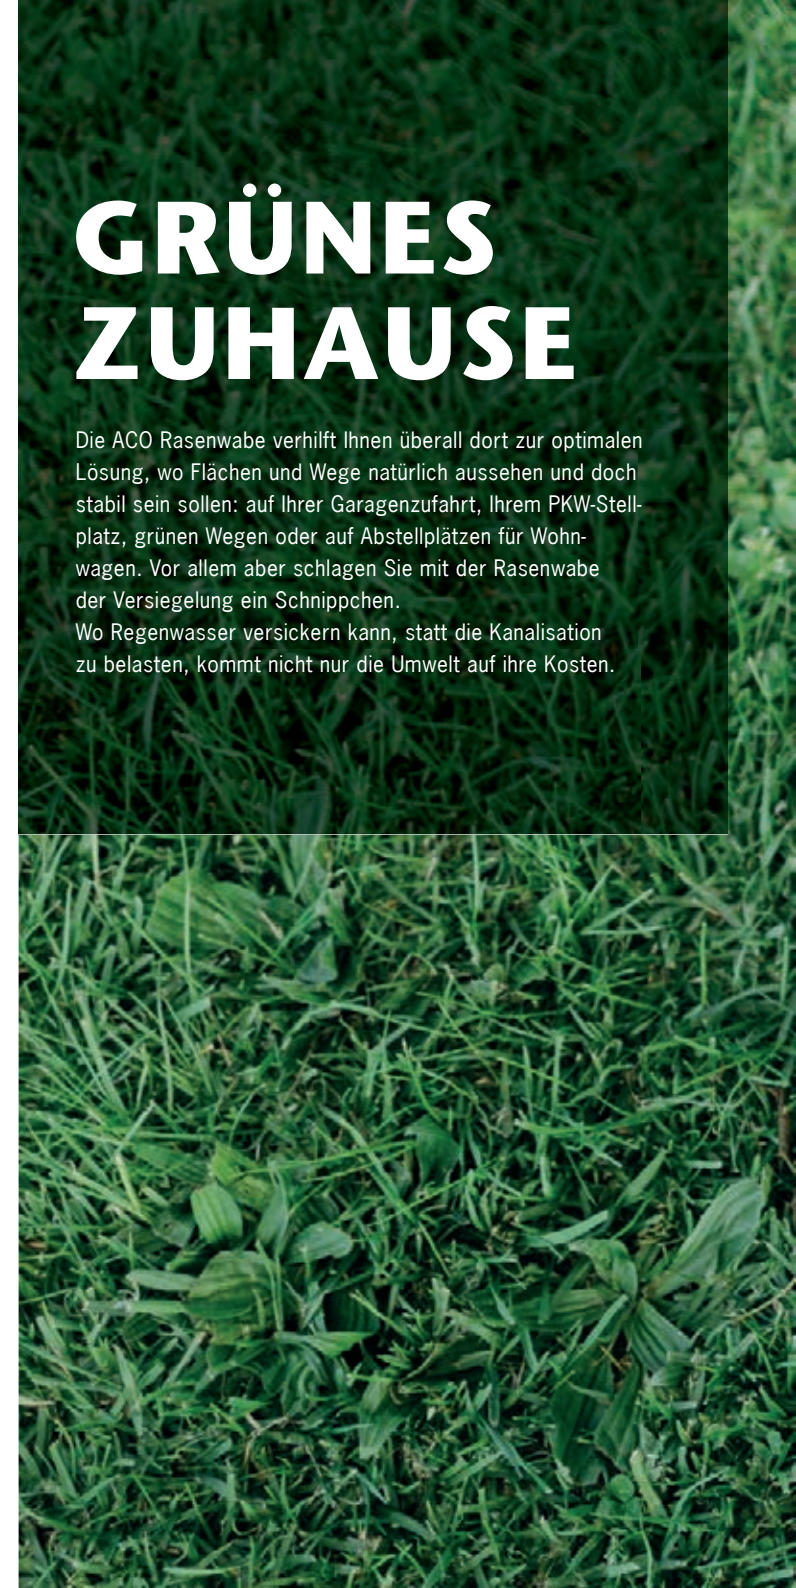 GRÜNES
ZUHAUSE
Die ACO Rasenwabe verhilft Ihnen überall dort zur optimalen
Lösung, wo Flächen und Wege natürlich aussehen und doch
stabil sein sollen: auf Ihrer Garagenzufahrt, Ihrem PKW-Stell-
platz, grünen Wegen oder auf Abstellplätzen für Wohn-
wagen. Vor allem aber schlagen Sie mit der Rasenwabe
der Versiegelung ein Schnippchen.
Wo Regenwasser versickern kann, statt die Kanalisation
zu belasten, kommt nicht nur die Umwelt auf ihre Kosten.